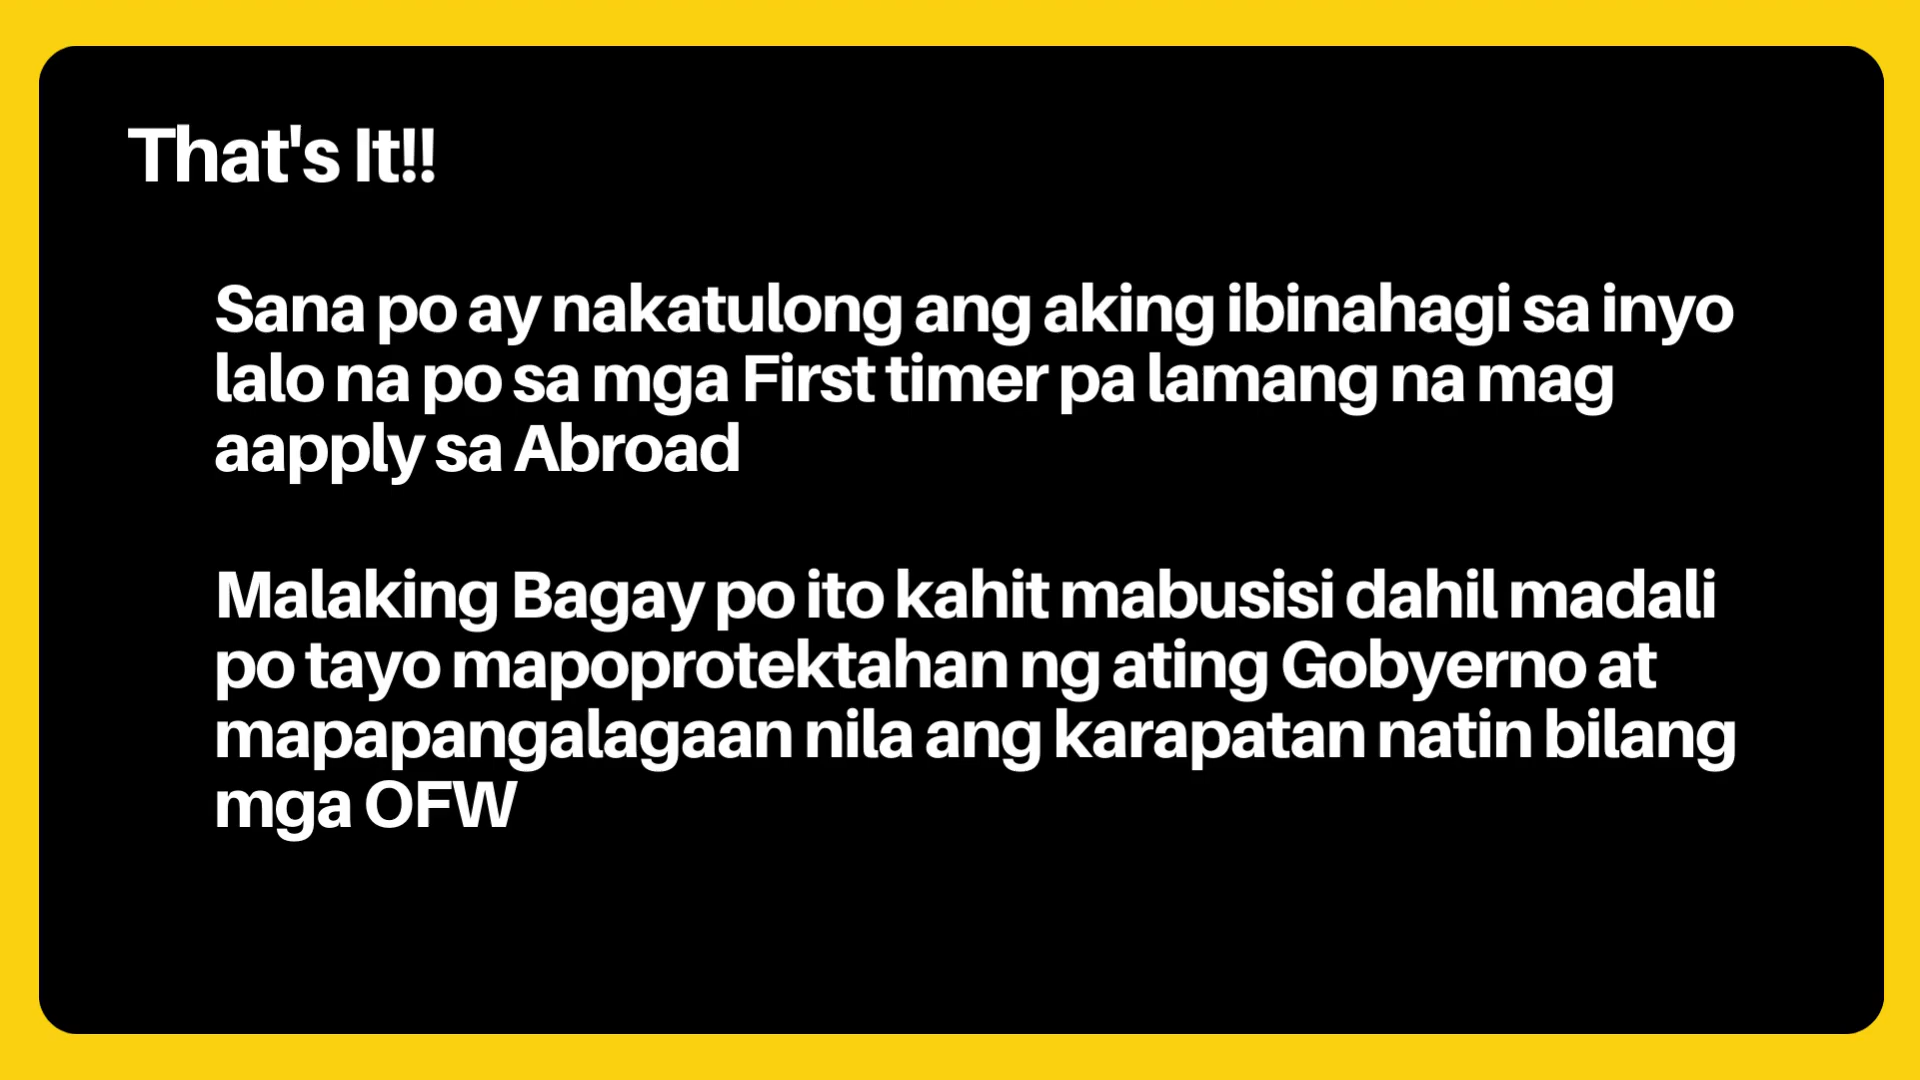 That's It!!
Sana po ay nakatulong ang aking ibinahagi sa inyo
lalo na po sa mga First timer pa lamang na mag
aapply sa Abroad
Malaking Bagay po ito kahit mabusisi dahil madali
po tayo mapoprotektahan ng ating Gobyerno at
mapapangalagaan nila ang karapatan natin bilang
mga OFW